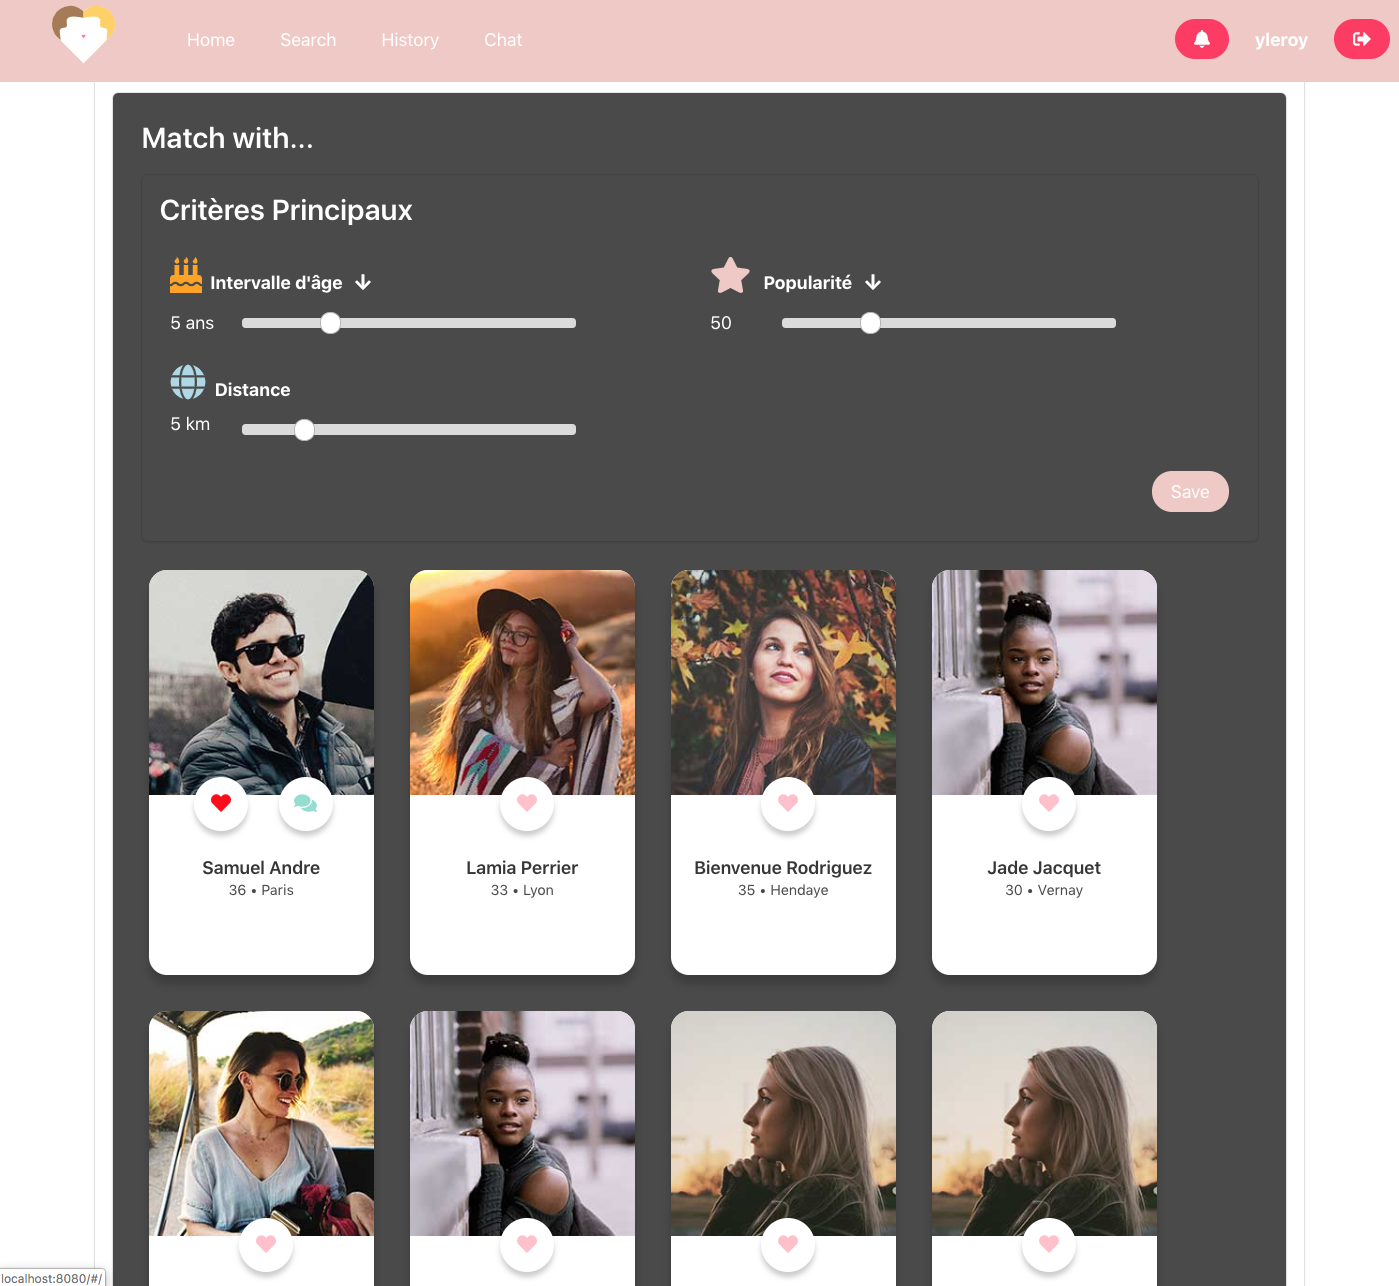 Home Search History Chat yleroy
Match with...
Critères Principaux
Intervalle d'âge
5 ans
Popularité
50
Distance
5 km
Save
Samuel Andre
36 • Paris
Lamia Perrier
33 • Lyon
Bienvenue Rodriguez
35 • Hendaye
Jade Jacquet
30 • Vernay
localhost:8080/#/